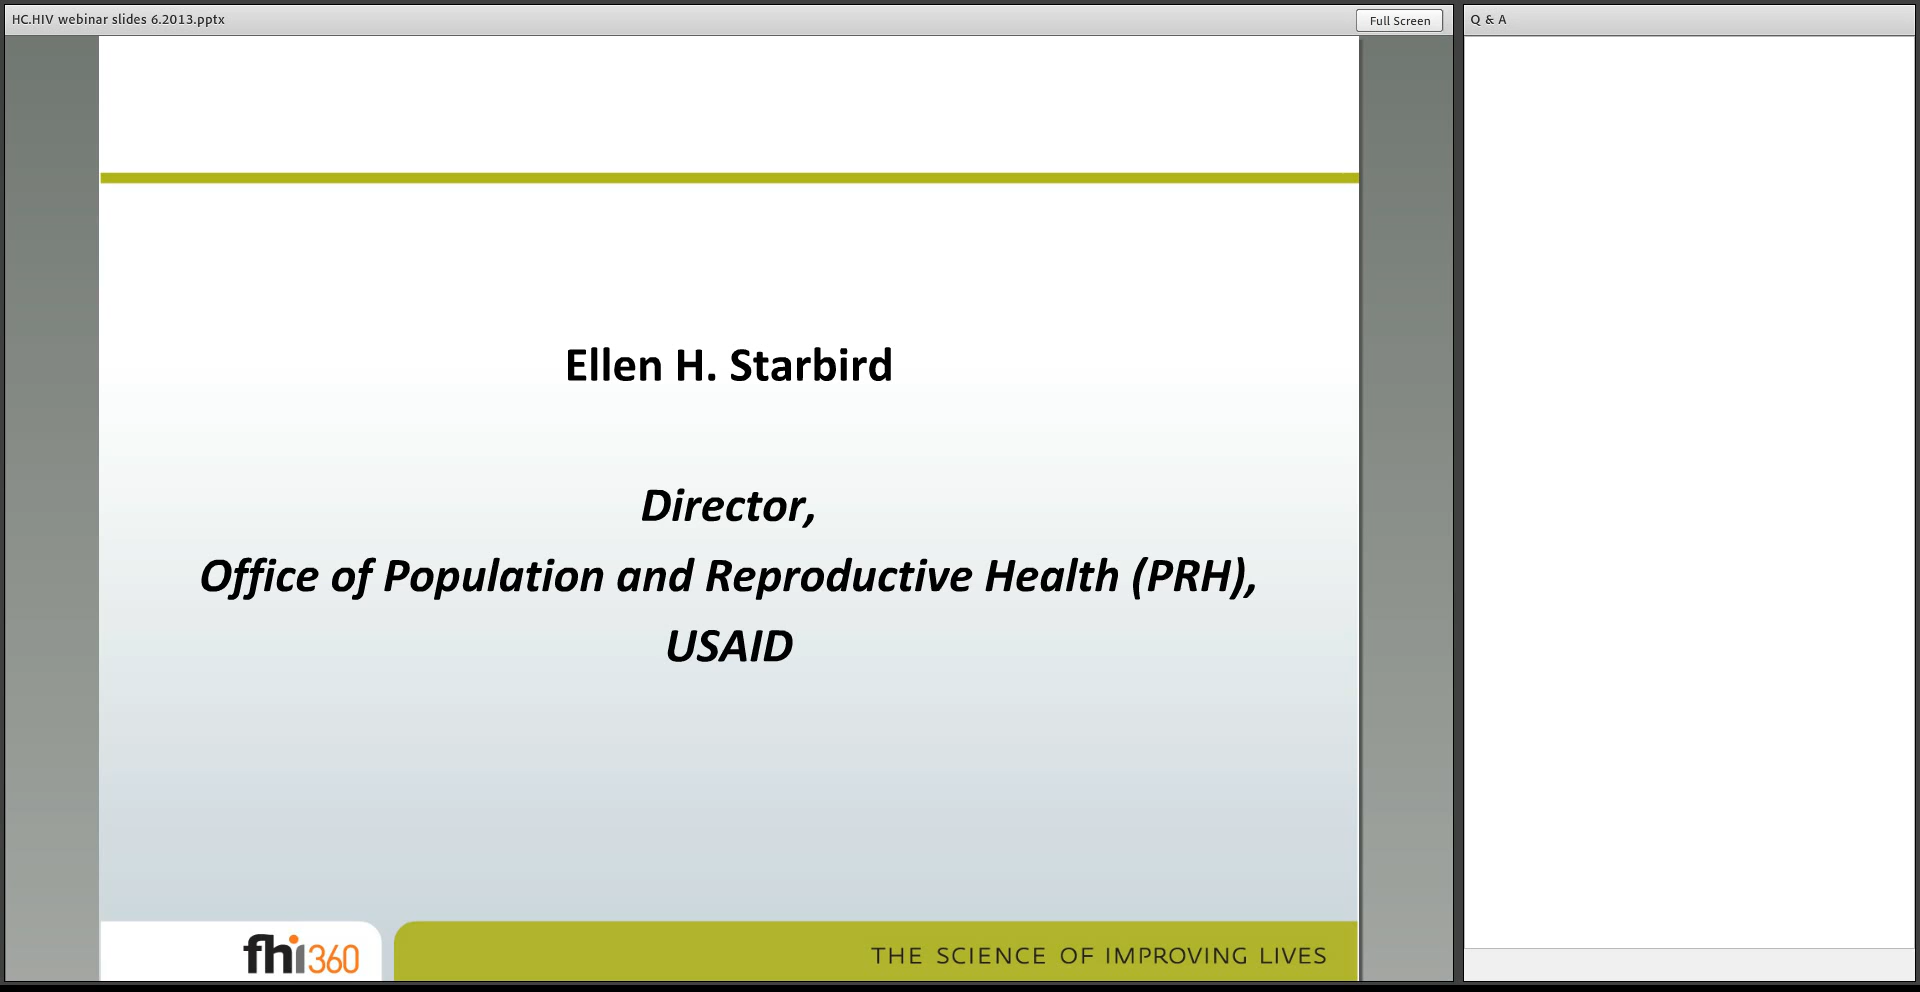 HC.HIV webinar slides 6.2013.pptx
Full Screen
Q & A
Ellen H. Starbird
Director,
Office of Population and Reproductive Health (PRH),
USAID
fhi360
THE SCIENCE OF IMPROVING LIVES